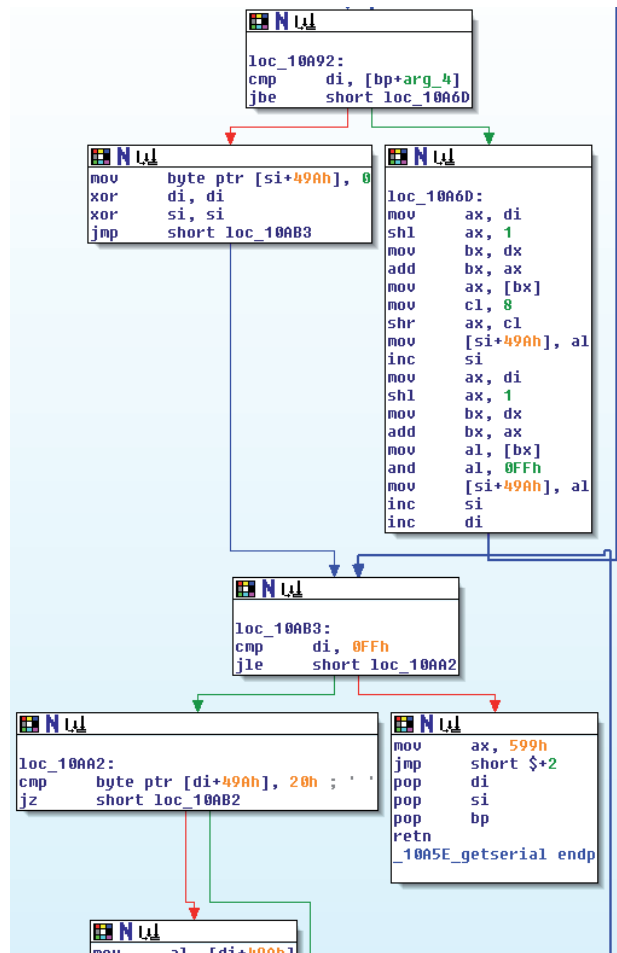 loc_10A92:
cmp di, [bp+arg_4]
jbe short loc_10A6D
mov byte ptr [si+49Ah], 0
xor di, di
xor si, si
jmp short loc_10AB3
loc_10A6D:
mov ax, di
shl ax, 1
mov bx, dx
add bx, ax
mov ax, [bx]
mov cl, 8
shr ax, cl
mov [si+49Ah], al
inc si
mov ax, di
shl ax, 1
mov bx, dx
add bx, ax
mov al, [bx]
and al, 0FFh
mov [si+49Ah], al
inc si
inc di
loc_10AB3:
cmp di, 0FFh
jle short loc_10AA2
loc_10AA2:
cmp byte ptr [di+49Ah], 20h ; ' '
jz short loc_10AB2
mov ax, 599h
jmp short $+2
pop di
pop si
pop bp
retn
_10A5E_getserial endp
mov al, [di+49Ah]